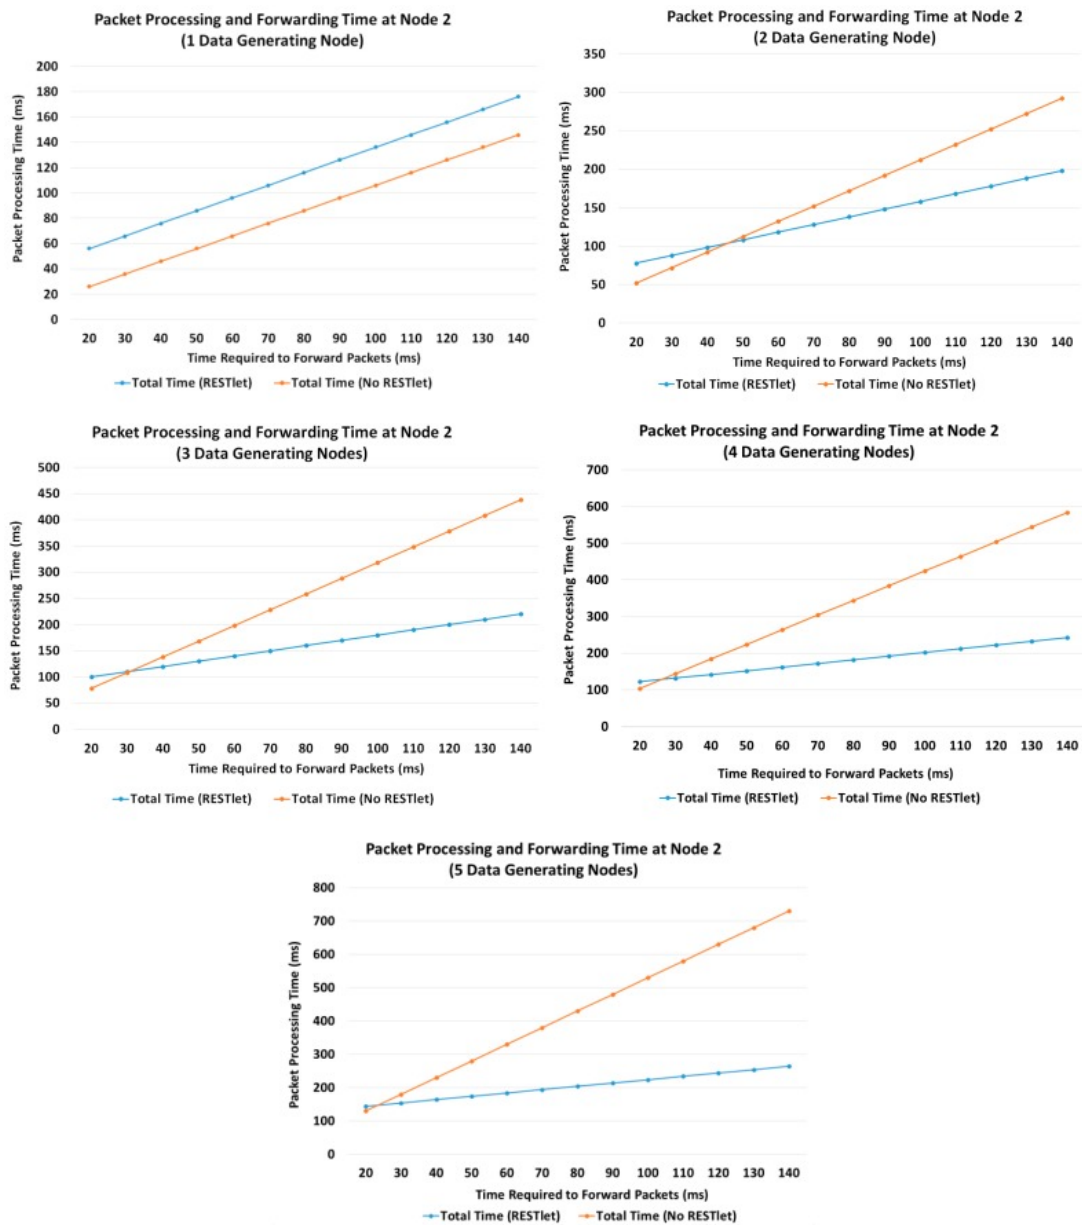 Packet Processing and Forwarding Time at Node 2
(1 Data Generating Node)
Packet Processing Time (ms)
200
180
160
140
120
100
80
60
40
20
0
20 30 40 50 60 70 80 90 100 110 120 130 140
Time Required to Forward Packets (ms)
Total Time (RESTlet) Total Time (No RESTlet)
Packet Processing and Forwarding Time at Node 2
(2 Data Generating Node)
Packet Processing Time (ms)
350
300
250
200
150
100
50
0
20 30 40 50 60 70 80 90 100 110 120 130 140
Time Required to Forward Packets (ms)
Total Time (RESTlet) Total Time (No RESTlet)
Packet Processing and Forwarding Time at Node 2
(3 Data Generating Nodes)
Packet Processing Time (ms)
500
450
400
350
300
250
200
150
100
50
0
20 30 40 50 60 70 80 90 100 110 120 130 140
Time Required to Forward Packets (ms)
Total Time (RESTlet) Total Time (No RESTlet)
Packet Processing and Forwarding Time at Node 2
(4 Data Generating Nodes)
Packet Processing Time (ms)
700
600
500
400
300
200
100
0
20 30 40 50 60 70 80 90 100 110 120 130 140
Time Required to Forward Packets (ms)
Total Time (RESTlet) Total Time (No RESTlet)
Packet Processing and Forwarding Time at Node 2
(5 Data Generating Nodes)
Packet Processing Time (ms)
800
700
600
500
400
300
200
100
0
20 30 40 50 60 70 80 90 100 110 120 130 140
Time Required to Forward Packets (ms)
Total Time (RESTlet) Total Time (No RESTlet)